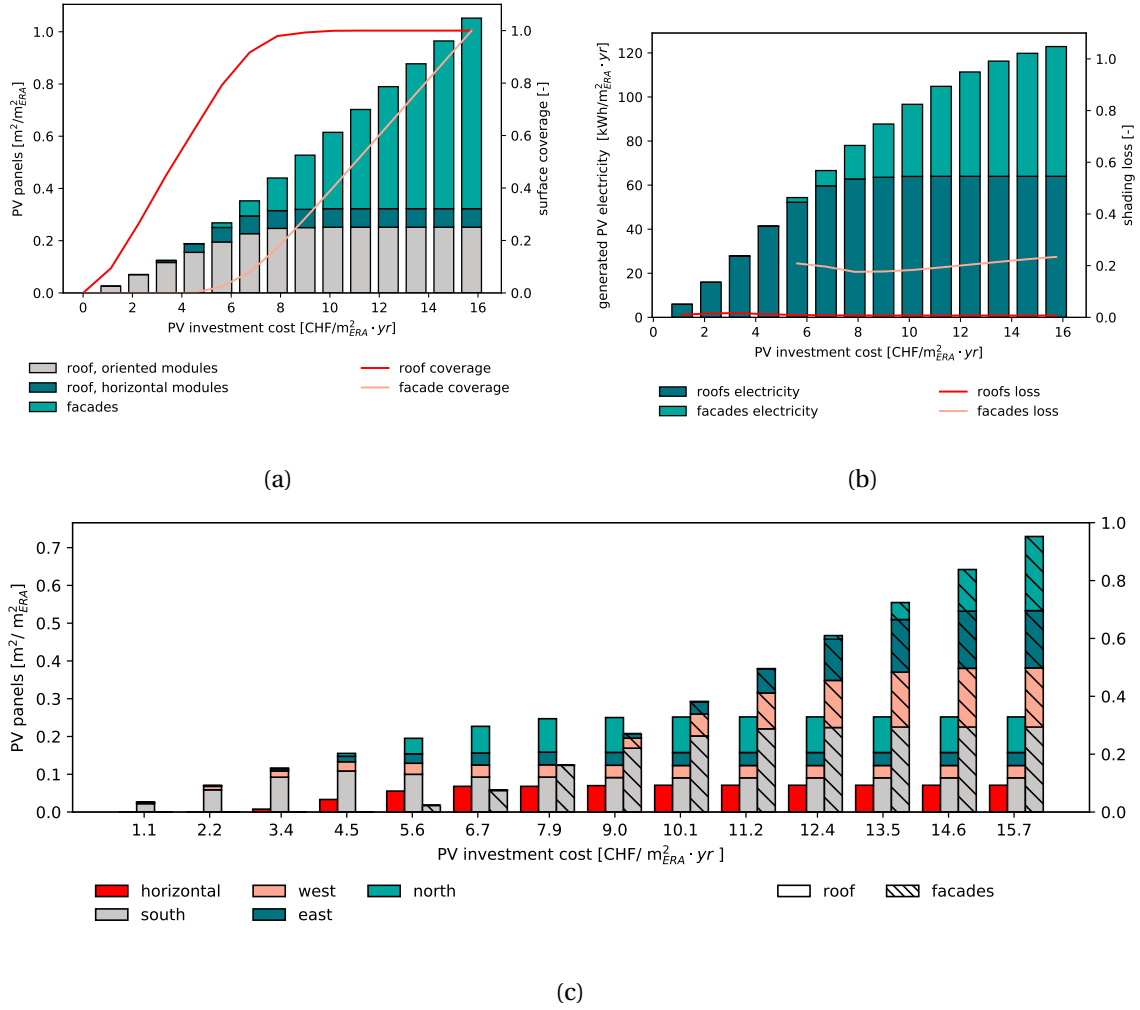 PV panels [m²/m²_ERA]
0.0
0.2
0.4
0.6
0.8
1.0
0 2 4 6 8 10 12 14 16
PV investment cost [CHF/m²_ERA · yr]
0.0
0.2
0.4
0.6
0.8
1.0
surface coverage [-]
roof, oriented modules
roof, horizontal modules
facades
roof coverage
facade coverage
(a)
generated PV electricity [kWh/m²_ERA · yr]
0
20
40
60
80
100
120
0 2 4 6 8 10 12 14 16
PV investment cost [CHF/m²_ERA · yr]
0.0
0.2
0.4
0.6
0.8
1.0
shading loss [-]
roofs electricity
facades electricity
roofs loss
facades loss
(b)
PV panels [m²/ m²_ERA]
0.0
0.1
0.2
0.3
0.4
0.5
0.6
0.7
1.1 2.2 3.4 4.5 5.6 6.7 7.9 9.0 10.1 11.2 12.4 13.5 14.6 15.7
PV investment cost [CHF/ m²_ERA · yr ]
0.0
0.2
0.4
0.6
0.8
1.0
horizontal west north
south east
roof facades
(c)